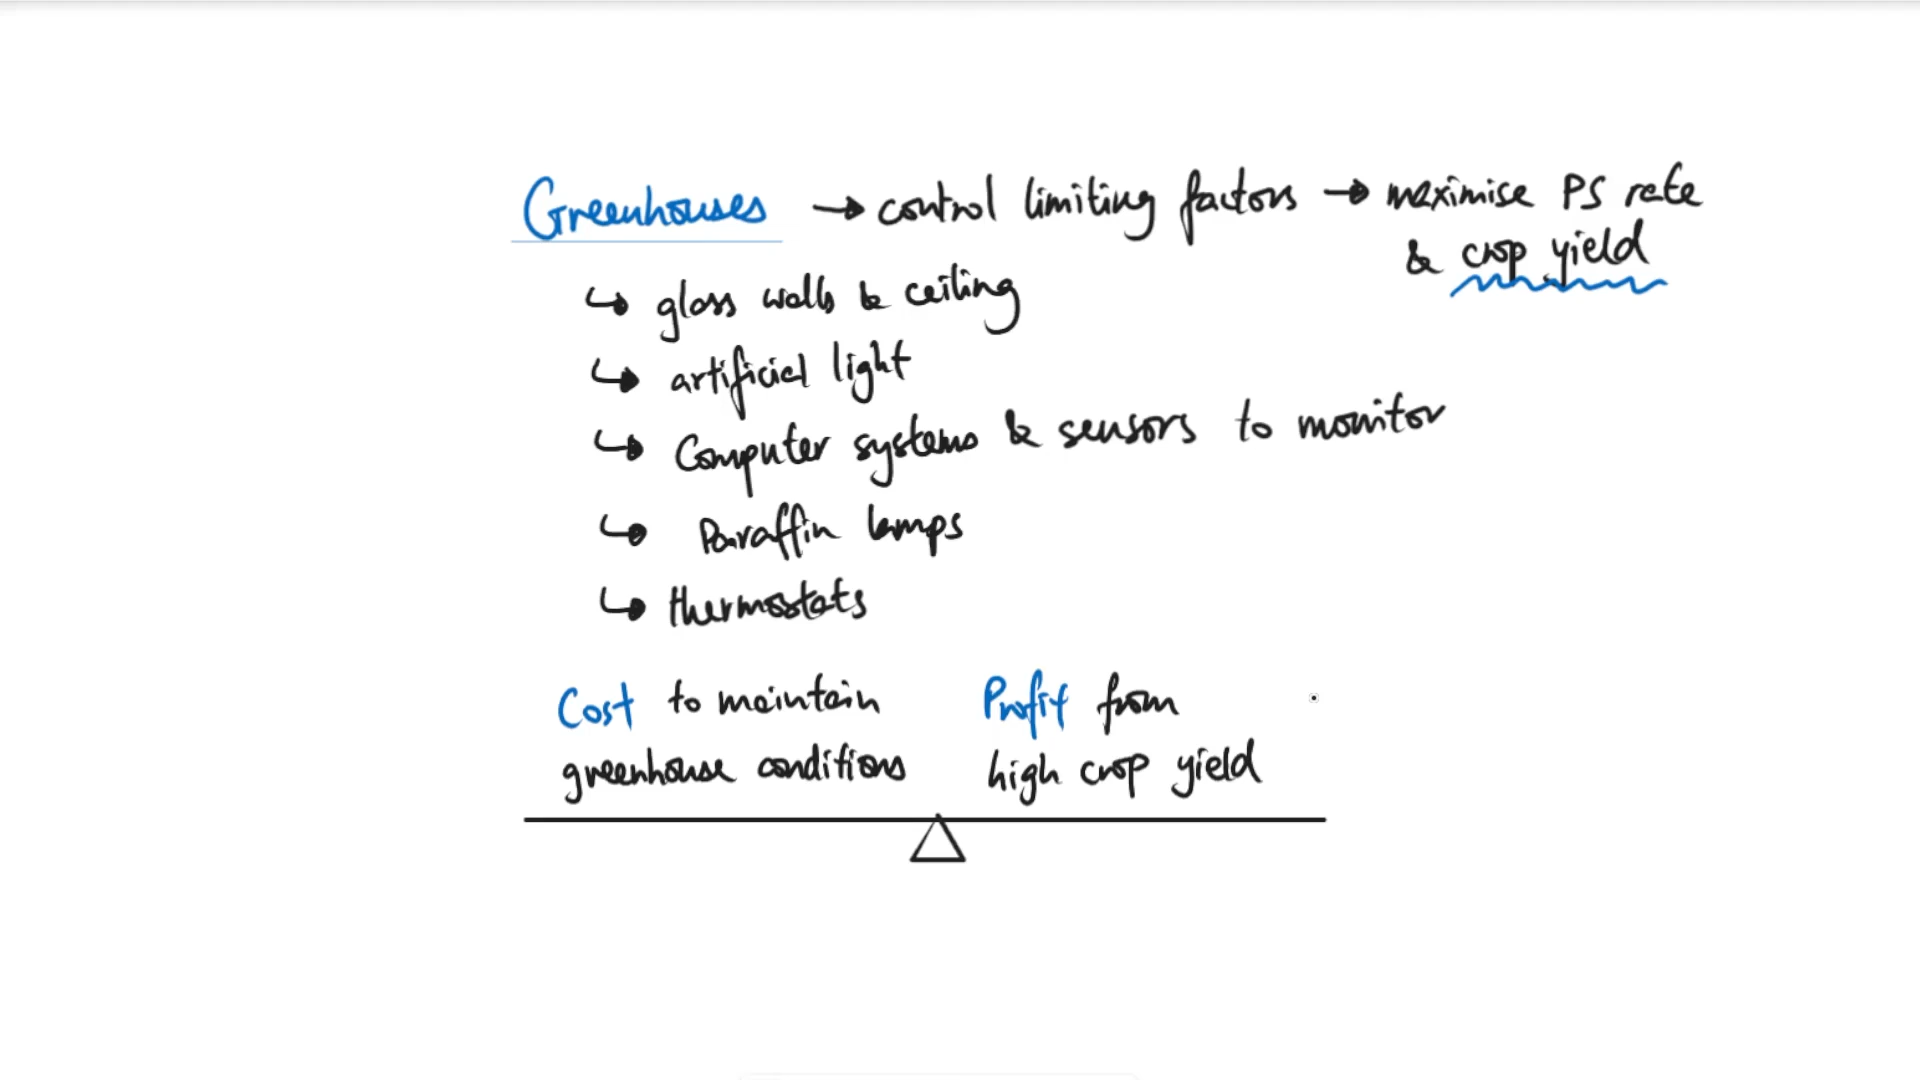 Greenhouses → control limiting factors → maximise PS rate
& crop yield
↳ glass walls & ceiling
↳ artificial light
↳ Computer systems & sensors to monitor
↳ Paraffin lamps
↳ thermostats
Cost to maintain
greenhouse conditions
Profit from
high crop yield